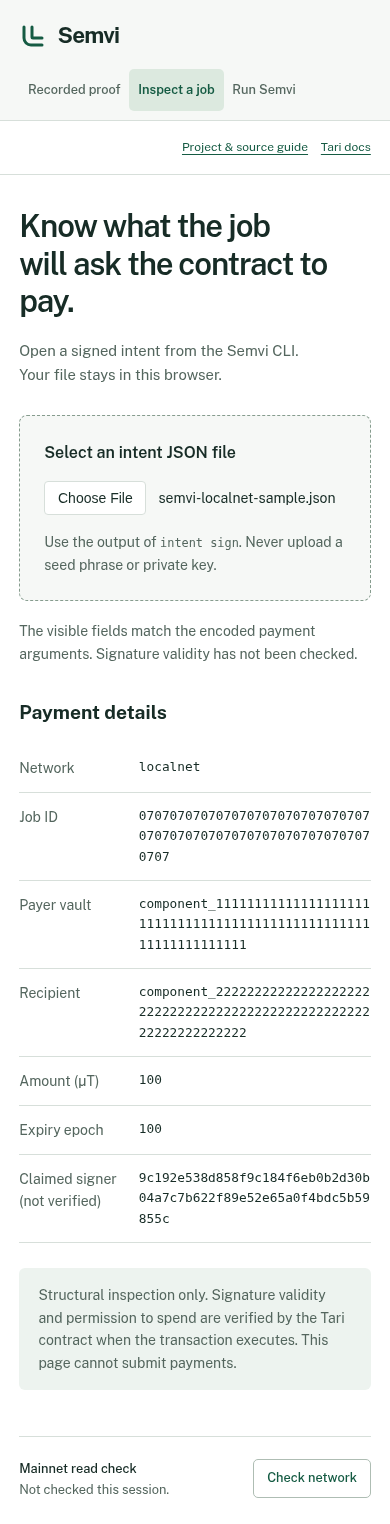 Semvi
Recorded proof Inspect a job Run Semvi
Project & source guide Tari docs
Know what the job
will ask the contract to
pay.
Open a signed intent from the Semvi CLI.
Your file stays in this browser.
Select an intent JSON file
Choose File semvi-localnet-sample.json
Use the output of intent sign. Never upload a
seed phrase or private key.
The visible fields match the encoded payment
arguments. Signature validity has not been checked.
Payment details
Network localnet
Job ID 070707070707070707070707070707
070707070707070707070707070707
0707
Payer vault component_11111111111111111111
111111111111111111111111111111
11111111111111
Recipient component_22222222222222222222
222222222222222222222222222222
22222222222222
Amount (µT) 100
Expiry epoch 100
Claimed signer 9c192e538d858f9c184f6eb0b2d30b
(not verified) 04a7c7b622f89e52e65a0f4bdc5b59
855c
Structural inspection only. Signature validity
and permission to spend are verified by the Tari
contract when the transaction executes. This
page cannot submit payments.
Mainnet read check
Not checked this session.
Check network